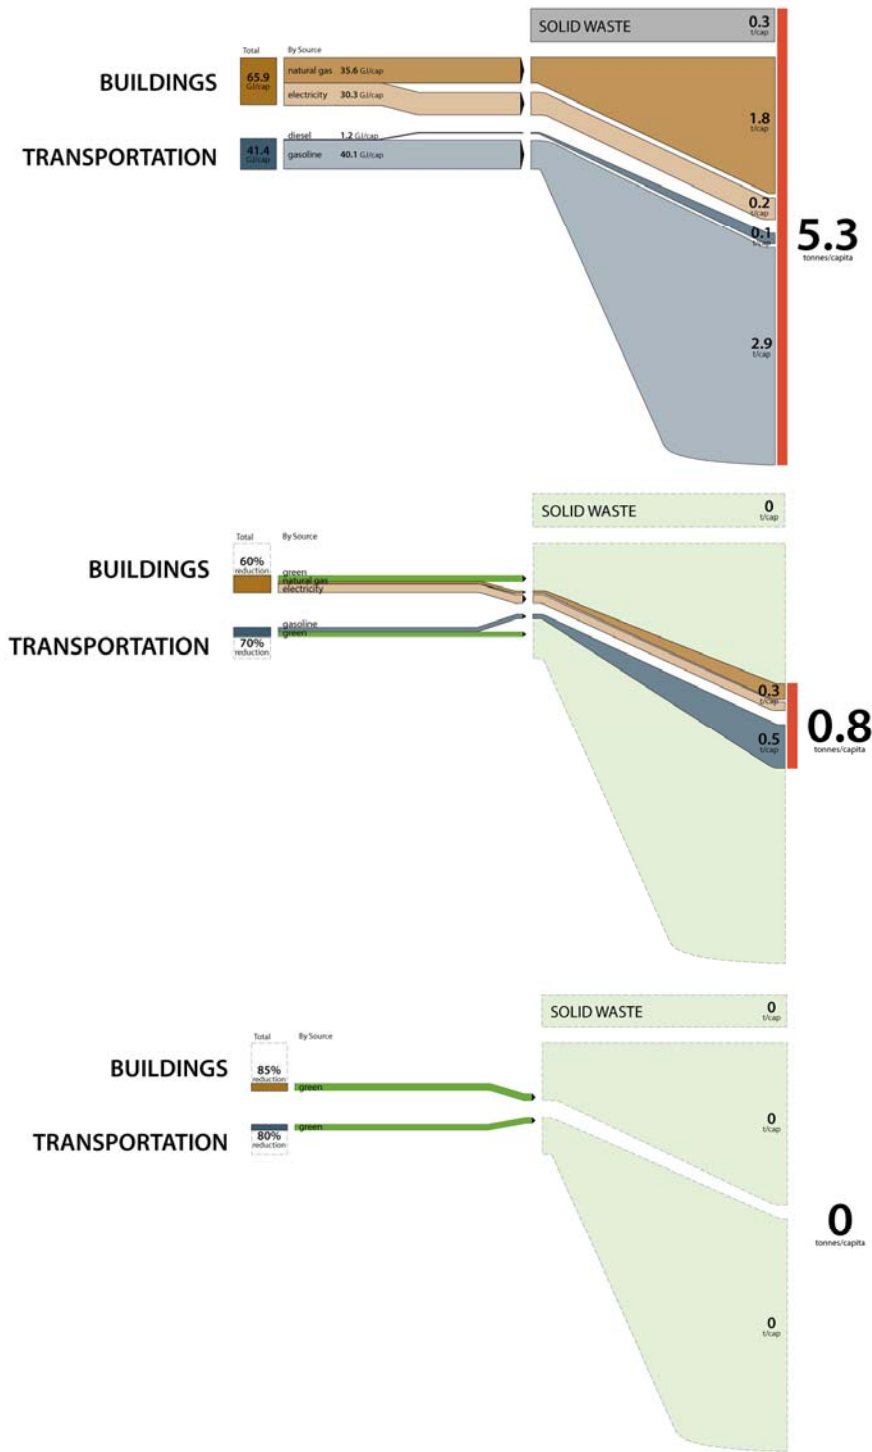 SOLID WASTE
0.3
t/cap
Total
By Source
BUILDINGS
65.9
GJ/cap
natural gas 35.6 GJ/cap
electricity 30.3 GJ/cap
1.8
t/cap
diesel 1.2 GJ/cap
TRANSPORTATION
41.4
GJ/cap
gasoline 40.1 GJ/cap
0.2
t/cap
0.1
t/cap
5.3
tonnes/capita
2.9
t/cap
SOLID WASTE
0
t/cap
Total
By Source
BUILDINGS
60%
reduction
green
natural gas
electricity
TRANSPORTATION
gasoline
green
70%
reduction
0.3
t/cap
0.5
t/cap
0.8
tonnes/capita
SOLID WASTE
0
t/cap
Total
By Source
BUILDINGS
85%
reduction
green
TRANSPORTATION
green
80%
reduction
0
t/cap
0
tonnes/capita
0
t/cap